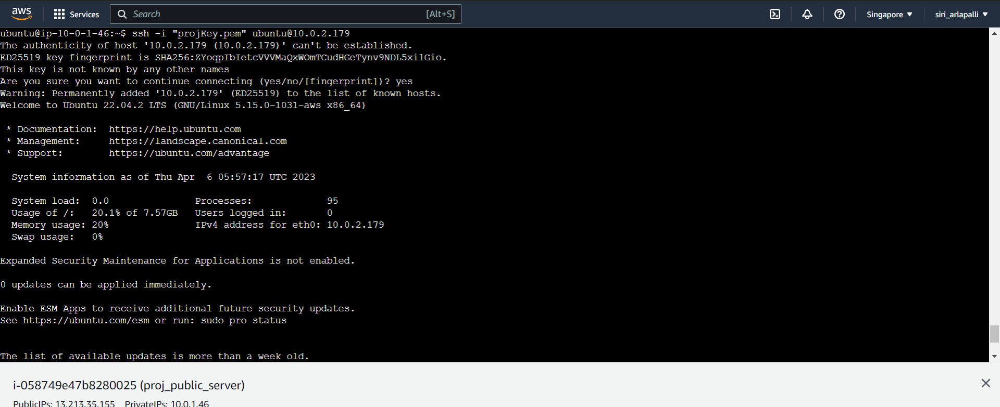 aws Services Search [Alt+S] Singapore ▼ siri_arlapalli ▼
ubuntu@ip-10-0-1-46:~$ ssh -i "projKey.pem" ubuntu@10.0.2.179
The authenticity of host '10.0.2.179 (10.0.2.179)' can't be established.
ED25519 key fingerprint is SHA256:ZYoqpIbIetcVVVMaQxWOmTCudHGeTynv9NDL5xi1Gio.
This key is not known by any other names
Are you sure you want to continue connecting (yes/no/[fingerprint])? yes
Warning: Permanently added '10.0.2.179' (ED25519) to the list of known hosts.
Welcome to Ubuntu 22.04.2 LTS (GNU/Linux 5.15.0-1031-aws x86_64)
* Documentation:  https://help.ubuntu.com
* Management:     https://landscape.canonical.com
* Support:        https://ubuntu.com/advantage
System information as of Thu Apr  6 05:57:17 UTC 2023
System load:  0.0               Processes:             95
Usage of /:   20.1% of 7.57GB   Users logged in:       0
Memory usage: 20%               IPv4 address for eth0: 10.0.2.179
Swap usage:   0%
Expanded Security Maintenance for Applications is not enabled.
0 updates can be applied immediately.
Enable ESM Apps to receive additional future security updates.
See https://ubuntu.com/esm or run: sudo pro status
The list of available updates is more than a week old.
i-058749e47b8280025 (proj_public_server)
PublicIPs: 13.213.35.155 PrivateIPs: 10.0.1.46